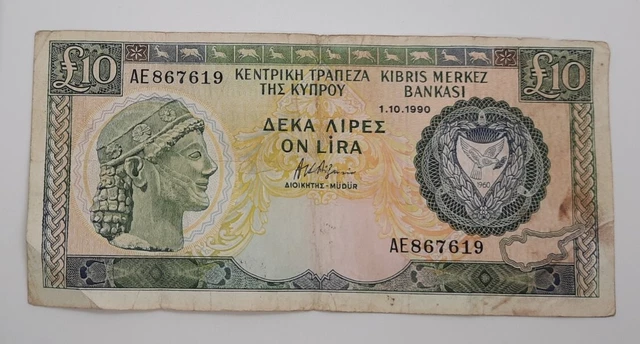 £10 AE867619 ΚΕΝΤΡΙΚΗ ΤΡΑΠΕΖΑ KIBRIS MERKEZ £10
ΤΗΣ ΚΥΠΡΟΥ BANKASI
1.10.1990
ΔΕΚΑ ΛΙΡΕΣ
ON LİRA
ΔΙΟΙΚΗΤΗΣ - MÜDÜR
1960
AE867619